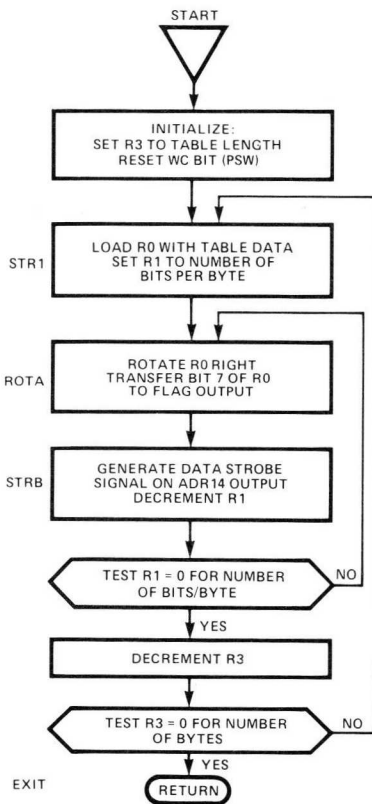 START
INITIALIZE:
SET R3 TO TABLE LENGTH
RESET WC BIT (PSW)
STR1
LOAD R0 WITH TABLE DATA
SET R1 TO NUMBER OF
BITS PER BYTE
ROTA
ROTATE R0 RIGHT
TRANSFER BIT 7 OF R0
TO FLAG OUTPUT
STRB
GENERATE DATA STROBE
SIGNAL ON ADR14 OUTPUT
DECREMENT R1
TEST R1 = 0 FOR NUMBER
OF BITS/BYTE
NO
YES
DECREMENT R3
TEST R3 = 0 FOR NUMBER
OF BYTES
NO
YES
EXIT
RETURN